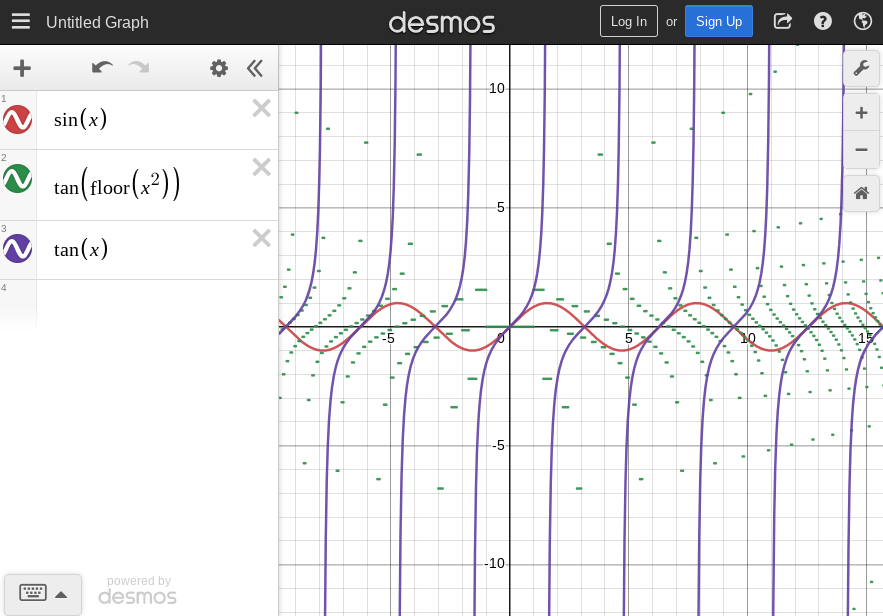 Untitled Graph
desmos
Log In or Sign Up
1
sin(x)
2
tan(floor(x²))
3
tan(x)
4
powered by
desmos
10
5
-5 0 5 10 15
-5
-10